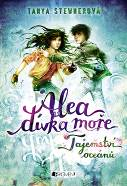 TANYA STEWNEROVÁ
Alea
dívka moře
Tajemství
oceánů
FRAGMENT